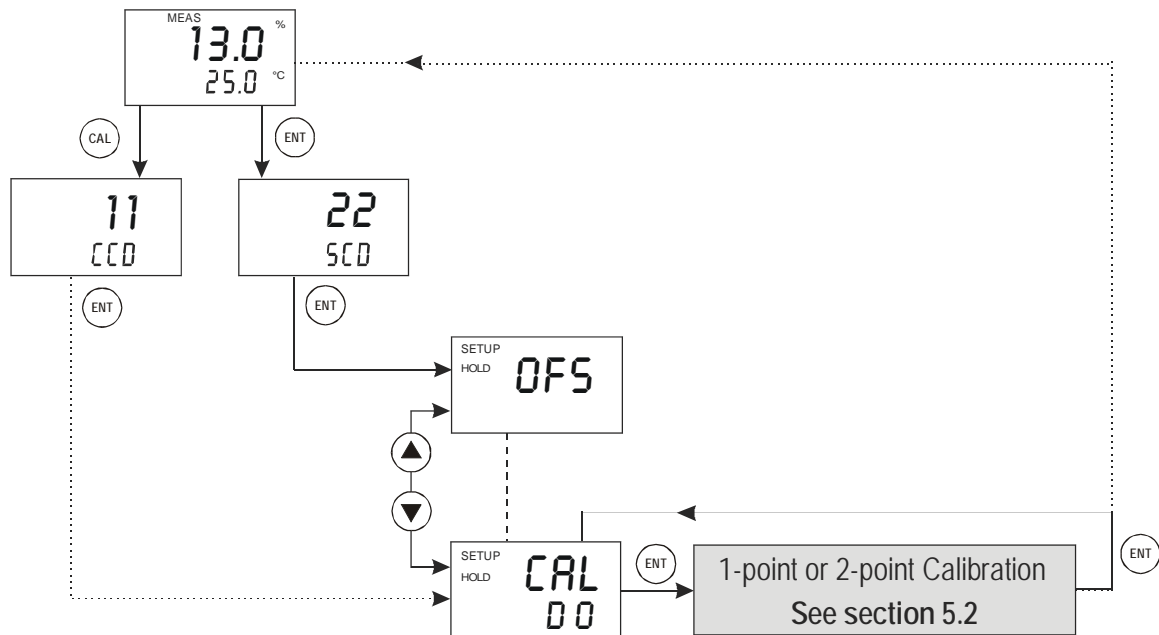 MEAS
13.0 %
25.0 °C
CAL
ENT
11
CCD
22
SCD
ENT
ENT
SETUP
HOLD
OFS
SETUP
HOLD
CAL
DO
ENT
1-point or 2-point Calibration
See section 5.2
ENT